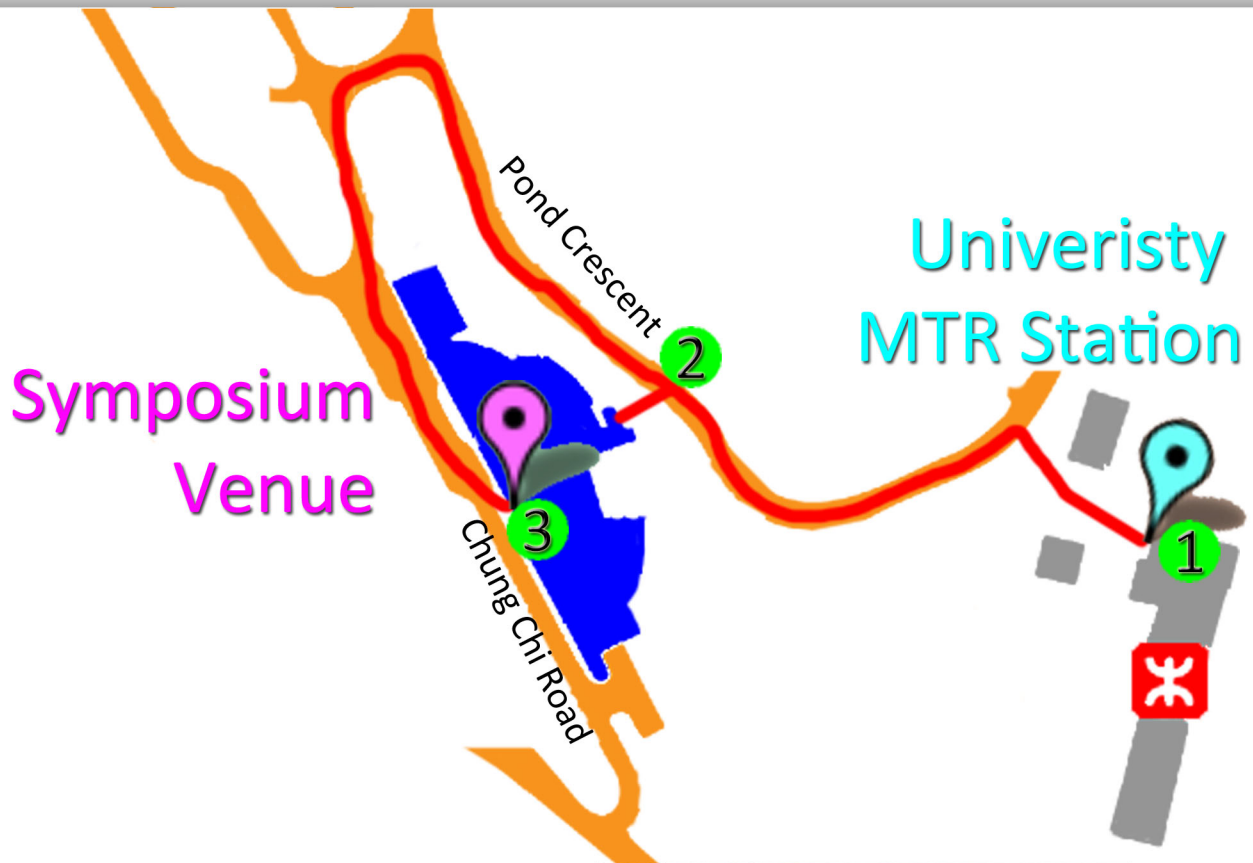 Pond Crescent
Univeristy
MTR Station
2
Symposium
Venue
3
1
Chung Chi Road